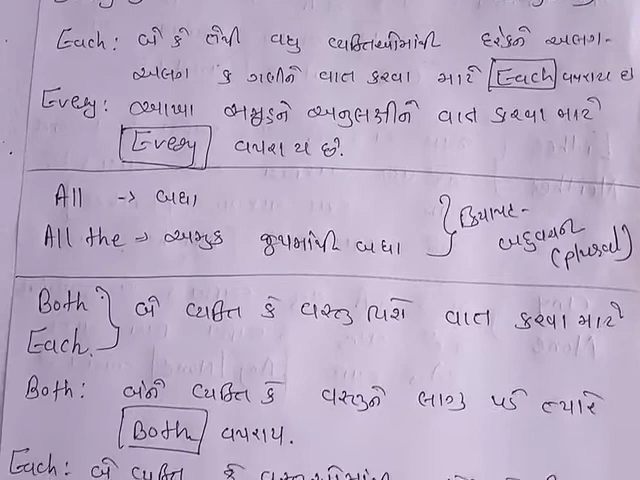 Each: બે કે તેથી વધુ વ્યક્તિઓમાંથી દરેકને અલગ-
અલગ ગણીને વાત કરવા માટે Each વપરાય છે
Every: આખા સમુહને અનુલક્ષીને વાત કરવા માટે
Every વપરાય છે.
All → બધા
All the → અમુક જુથમાંથી બધા
ક્રિયાપદ-
બહુવચન
(plural)
Both
Each.
બે વ્યક્તિ કે વસ્તુ વિશે વાત કરવા માટે
Both: બંને વ્યક્તિ કે વસ્તુને લાગુ પડે ત્યારે
Both વપરાય.
Each: બે વ્યક્તિ કે